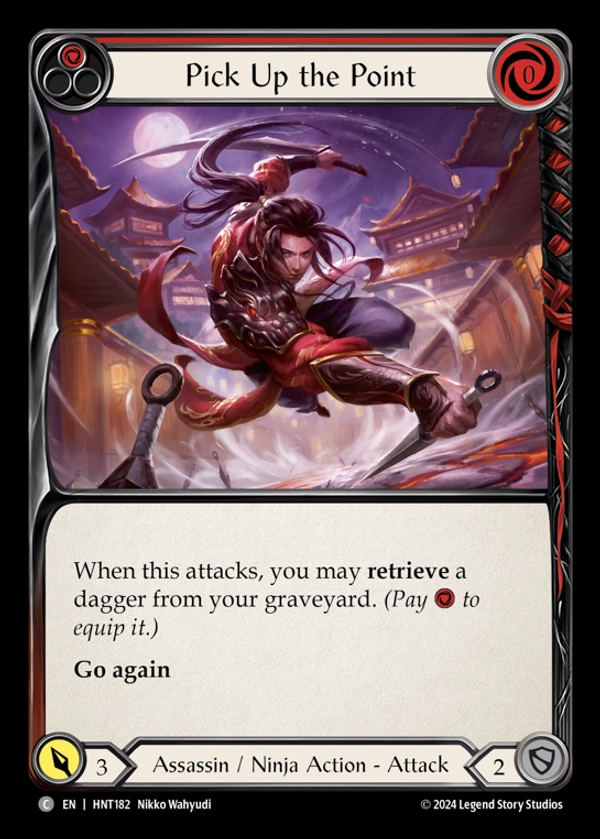 Pick Up the Point
0
When this attacks, you may retrieve a
dagger from your graveyard. (Pay to
equip it.)
Go again
3
Assassin / Ninja Action - Attack
2
C EN | HNT182 Nikko Wahyudi
© 2024 Legend Story Studios